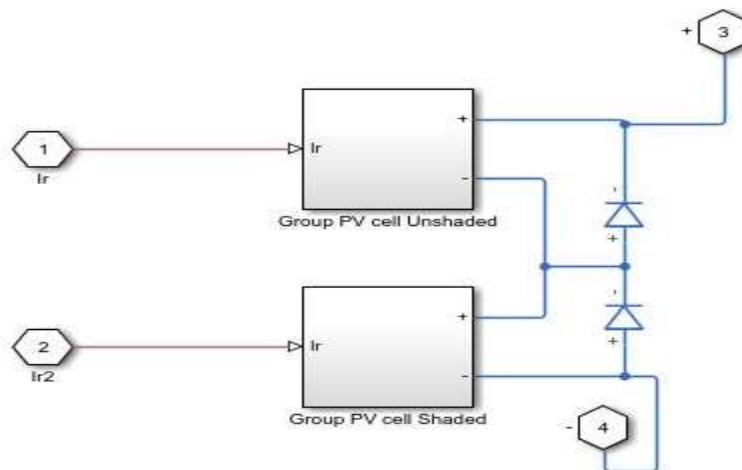 + 3
+
1
Ir
Ir
-
-
Group PV cell Unshaded
+
-
+
2
Ir
+
Ir2
-
Group PV cell Shaded
- 4